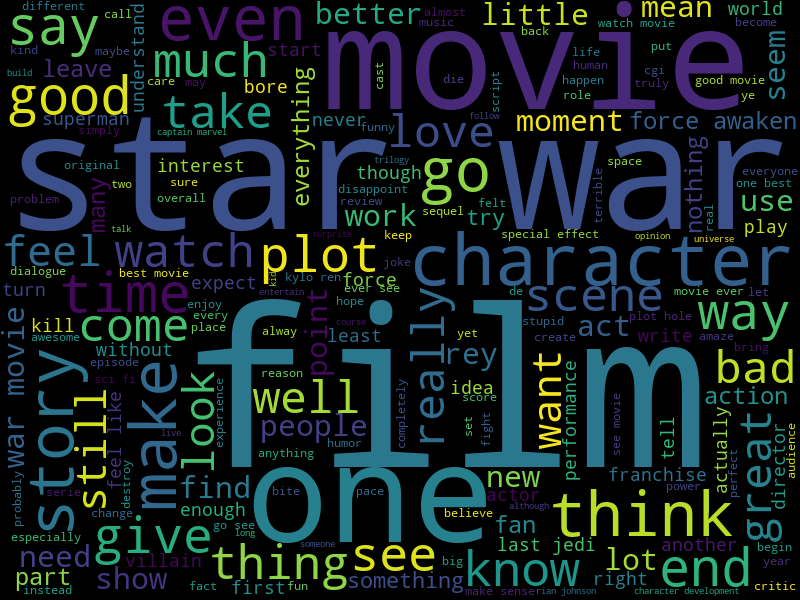 different
call
understand
even
better
almost
music
little
back
mean
world
become
say
kind
maybe
build
leave
much
start
cast
movie
watch movie
put
life
human
happen
cgi
truly
good movie
ye
seem
good
superman
simply
care
may
take
bore
everything
never
funny
die
script
role
follow
moment
force awaken
captain marvel
love
star
war
original
problem
many
two
talk
interest
sure
overall
though
disappoint
review
trilogy
go
felt
sequel
space
terrible
nothing
real
everyone
one best
use
work
try
play
surprise
keep
special effect
opinion
universe
feel
watch
plot
character
dialogue
best movie
joke
turn
expect
kid
kylo ren
ever see
force
entertain
de
movie ever
let
time
enjoy
every
place
hope
scene
plot hole
amaze
way
kill
awesome
come
alway
point
course
least
yet
stupid
create
act
write
bring
war movie
without
episode
reason
really
rey
bad
story
still
sci fi
feel like
make
look
experience
well
people
completely
idea
score
set
fight
want
performance
action
tell
see movie
actually
great
director
audience
live
humor
anything
film
probably
serie
destroy
find
bite
pace
new
actor
franchise
power
perfect
change
enough
one
although
believe
think
especially
give
go see
long
someone
fan
last jedi
another
begin
year
need
villain
thing
see
know
big
lot
end
part
instead
show
fact
first
fun
something
make sense
rian johnson
right
character development
critic